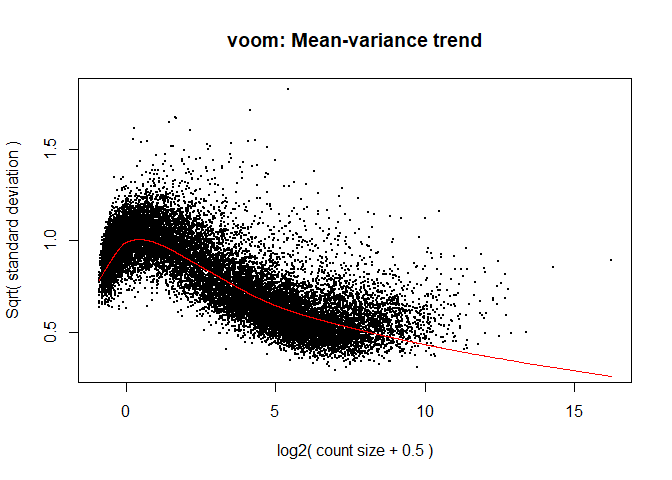 voom: Mean-variance trend
Sqrt( standard deviation )
1.5
1.0
0.5
0 5 10 15
log2( count size + 0.5 )